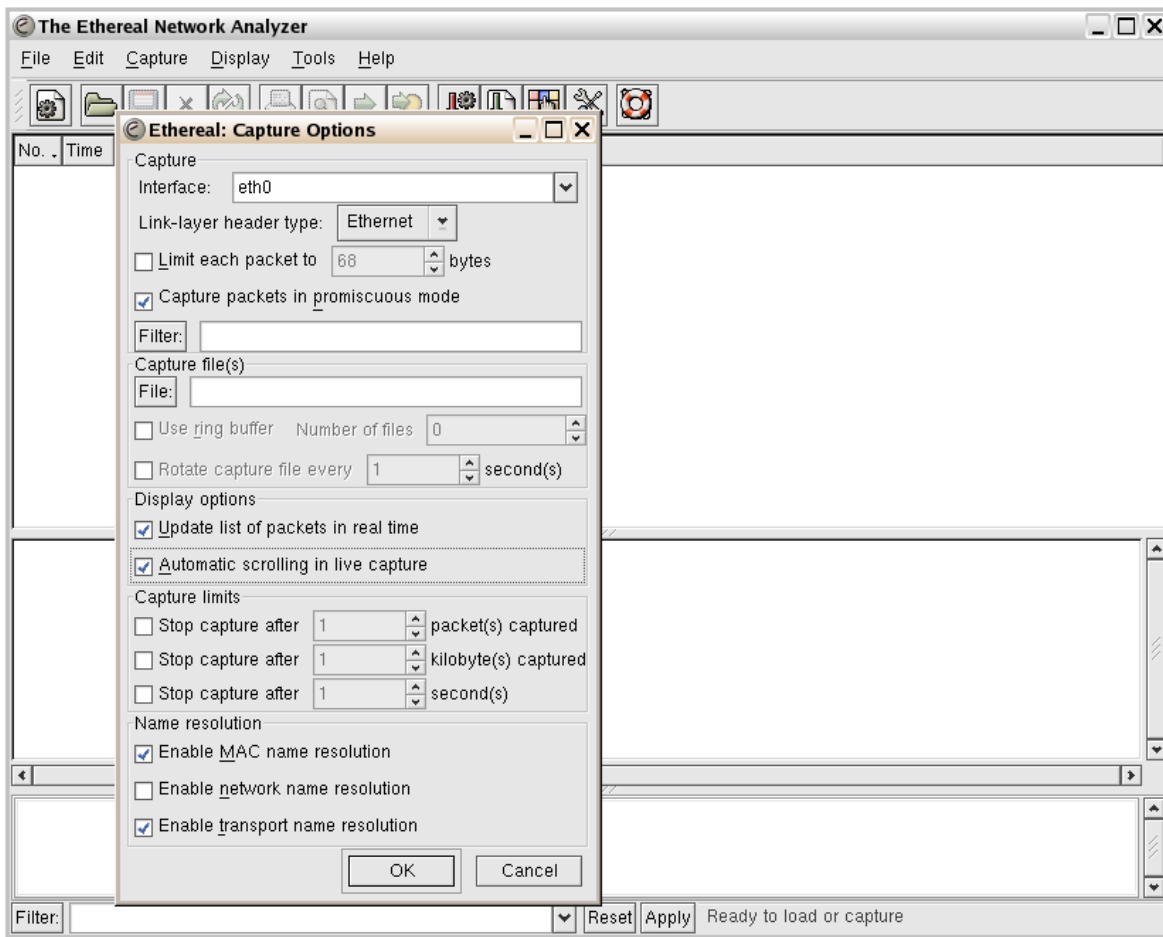 The Ethereal Network Analyzer
File Edit Capture Display Tools Help
No. Time
Ethereal: Capture Options
Capture
Interface: eth0
Link-layer header type: Ethernet
Limit each packet to 68 bytes
Capture packets in promiscuous mode
Filter:
Capture file(s)
File:
Use ring buffer Number of files 0
Rotate capture file every 1 second(s)
Display options
Update list of packets in real time
Automatic scrolling in live capture
Capture limits
Stop capture after 1 packet(s) captured
Stop capture after 1 kilobyte(s) captured
Stop capture after 1 second(s)
Name resolution
Enable MAC name resolution
Enable network name resolution
Enable transport name resolution
OK Cancel
Filter: Reset Apply Ready to load or capture